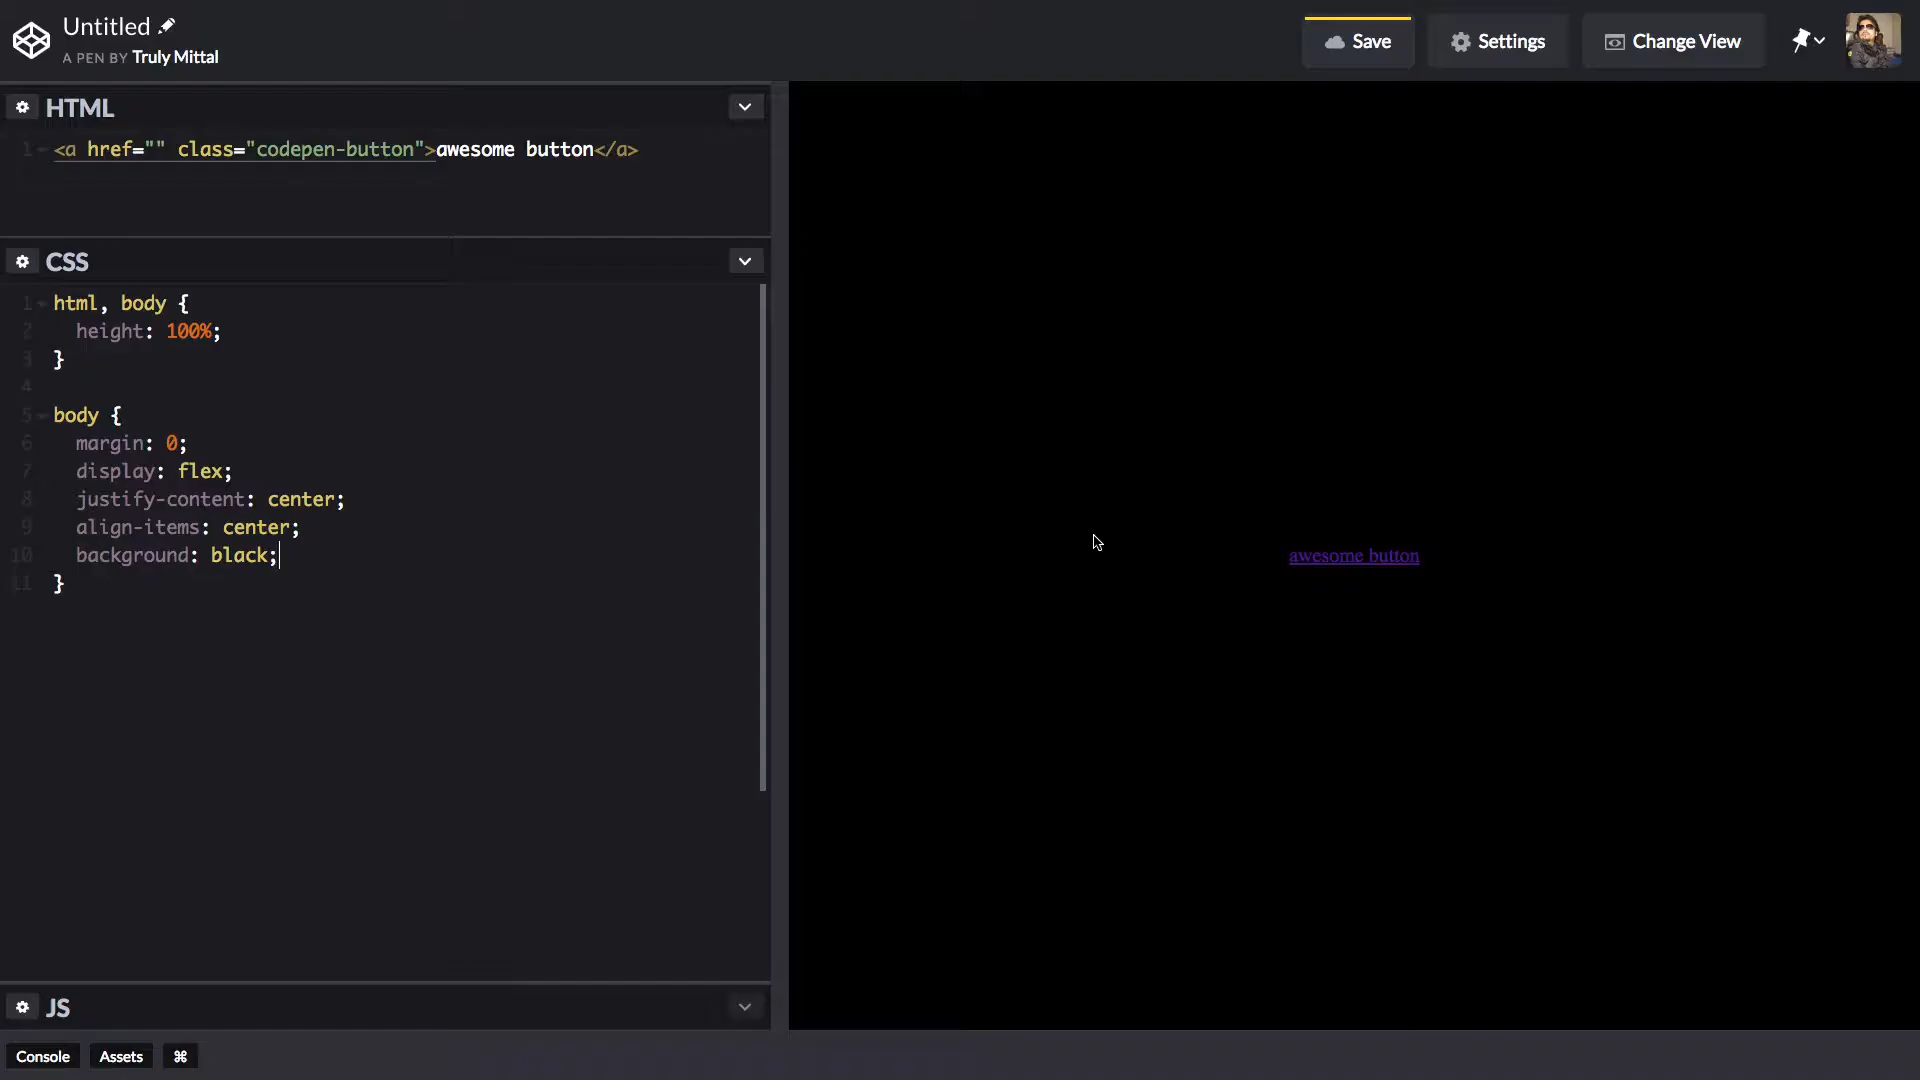 Untitled
A PEN BY Truly Mittal
Save
Settings
Change View
HTML
1 <a href="" class="codepen-button">awesome button</a>
CSS
1 html, body {
2   height: 100%;
3 }
4
5 body {
6   margin: 0;
7   display: flex;
8   justify-content: center;
9   align-items: center;
10   background: black;
11 }
awesome button
JS
Console
Assets
⌘